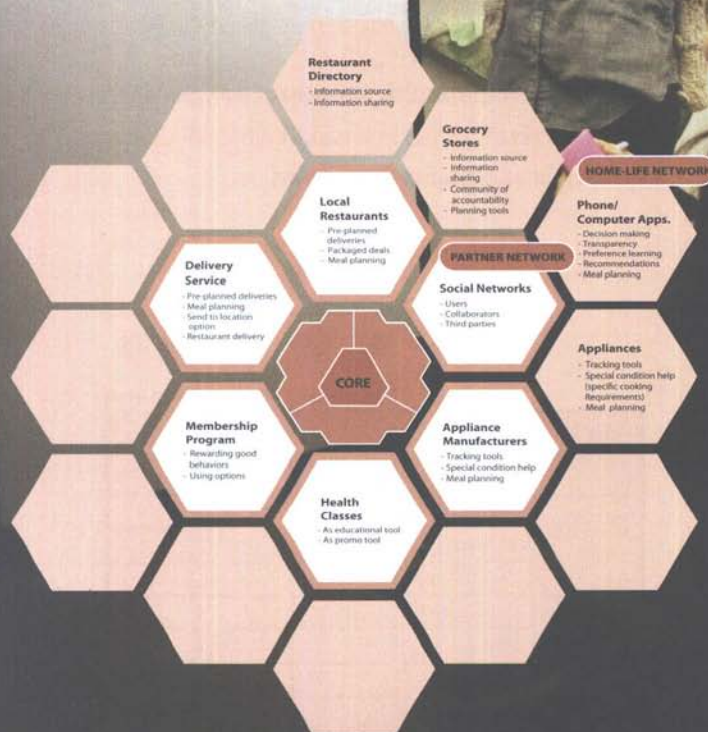 Restaurant
Directory
- Information source
- Information sharing
Grocery
Stores
- Information source
- Information
sharing
- Community of
accountability
- Planning tools
HOME-LIFE NETWORK
Phone/
Computer Apps.
- Decision making
- Transparency
- Preference learning
- Recommendations
- Meal planning
Local
Restaurants
- Pre-planned
deliveries
- Packaged deals
- Meal planning
PARTNER NETWORK
Social Networks
- Users
- Collaborators
- Third parties
Delivery
Service
- Pre-planned deliveries
- Meal planning
- Send to location
option
- Restaurant delivery
CORE
Appliances
- Tracking tools
- Special condition help
(specific cooking
Requirements)
- Meal planning
Membership
Program
- Rewarding good
behaviors
- Using options
Appliance
Manufacturers
- Tracking tools
- Special condition help
- Meal planning
Health
Classes
- As educational tool
- As promo tool